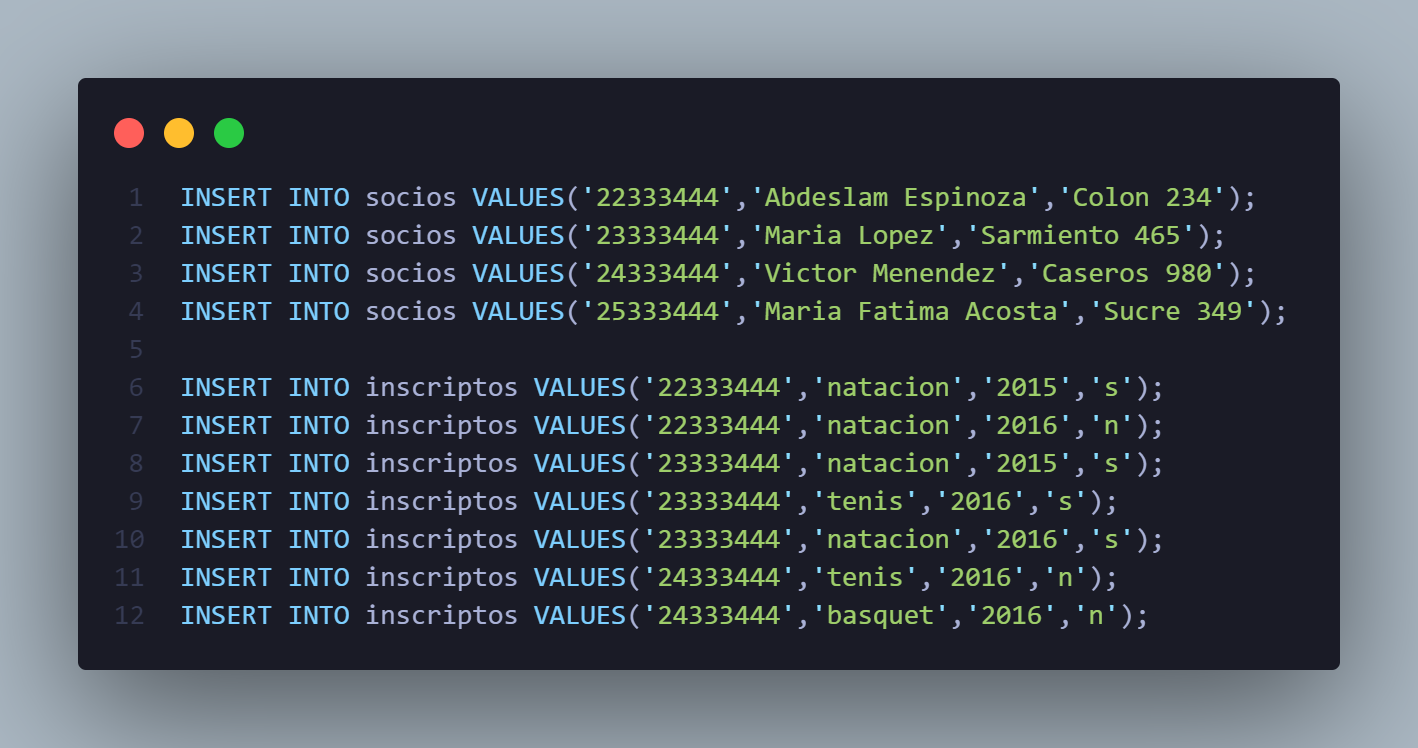 1 INSERT INTO socios VALUES('22333444','Abdeslam Espinoza','Colon 234');
2 INSERT INTO socios VALUES('23333444','Maria Lopez','Sarmiento 465');
3 INSERT INTO socios VALUES('24333444','Victor Menendez','Caseros 980');
4 INSERT INTO socios VALUES('25333444','Maria Fatima Acosta','Sucre 349');
5
6 INSERT INTO inscriptos VALUES('22333444','natacion','2015','s');
7 INSERT INTO inscriptos VALUES('22333444','natacion','2016','n');
8 INSERT INTO inscriptos VALUES('23333444','natacion','2015','s');
9 INSERT INTO inscriptos VALUES('23333444','tenis','2016','s');
10 INSERT INTO inscriptos VALUES('23333444','natacion','2016','s');
11 INSERT INTO inscriptos VALUES('24333444','tenis','2016','n');
12 INSERT INTO inscriptos VALUES('24333444','basquet','2016','n');